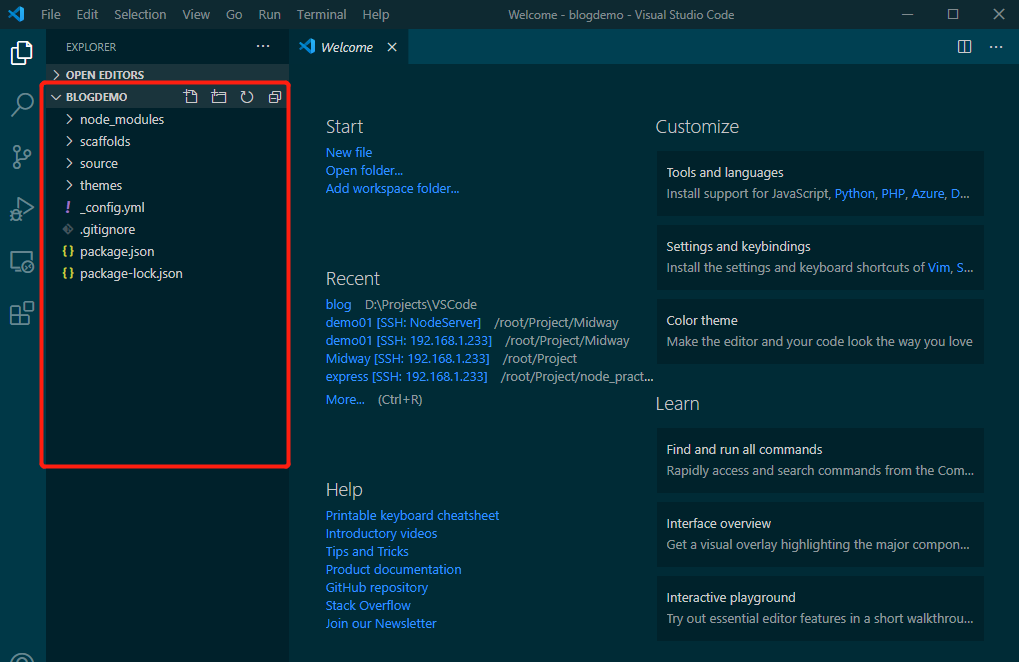 File Edit Selection View Go Run Terminal Help Welcome - blogdemo - Visual Studio Code
EXPLORER
Welcome
OPEN EDITORS
BLOGDEMO
node_modules
scaffolds
source
themes
_config.yml
.gitignore
package.json
package-lock.json
Start
New file
Open folder...
Add workspace folder...
Recent
blog D:\Projects\VSCode
demo01 [SSH: NodeServer] /root/Project/Midway
demo01 [SSH: 192.168.1.233] /root/Project/Midway
Midway [SSH: 192.168.1.233] /root/Project
express [SSH: 192.168.1.233] /root/Project/node_pract...
More... (Ctrl+R)
Help
Printable keyboard cheatsheet
Introductory videos
Tips and Tricks
Product documentation
GitHub repository
Stack Overflow
Join our Newsletter
Customize
Tools and languages
Install support for JavaScript, Python, PHP, Azure, D...
Settings and keybindings
Install the settings and keyboard shortcuts of Vim, S...
Color theme
Make the editor and your code look the way you love
Learn
Find and run all commands
Rapidly access and search commands from the Com...
Interface overview
Get a visual overlay highlighting the major compon...
Interactive playground
Try out essential editor features in a short walkthrou...